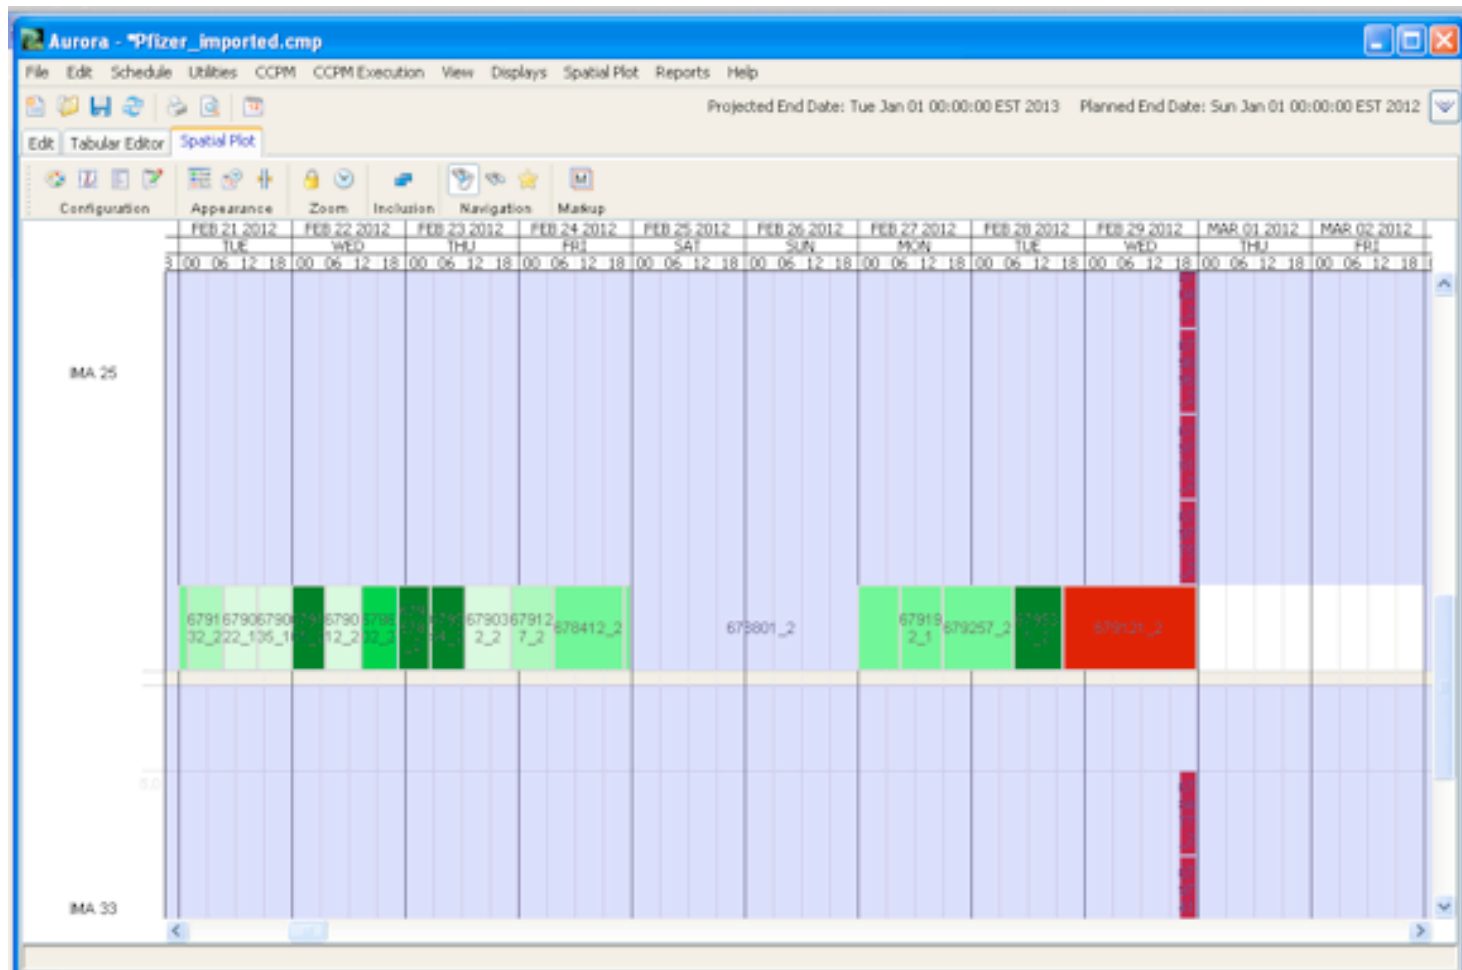 Aurora - *Pfizer_imported.cmp
File Edit Schedule Utilities CCPM CCPM Execution View Displays Spatial Plot Reports Help
Projected End Date: Tue Jan 01 00:00:00 EST 2013 Planned End Date: Sun Jan 01 00:00:00 EST 2012
Edit Tabular Editor Spatial Plot
Configuration Appearance Zoom Inclusion Navigation Markup
FEB 21 2012 FEB 22 2012 FEB 23 2012 FEB 24 2012 FEB 25 2012 FEB 26 2012 FEB 27 2012 FEB 28 2012 FEB 29 2012 MAR 01 2012 MAR 02 2012
TUE WED THU FRI SAT SUN MON TUE WED THU FRI
00 06 12 18 00 06 12 18 00 06 12 18 00 06 12 18 00 06 12 18 00 06 12 18 00 06 12 18 00 06 12 18 00 06 12 18 00 06 12 18 00 06 12 18
IMA 25
679036 67912 67919
2_2 7_2 678412_2 2_1 679257_2 679121_2
IMA 33